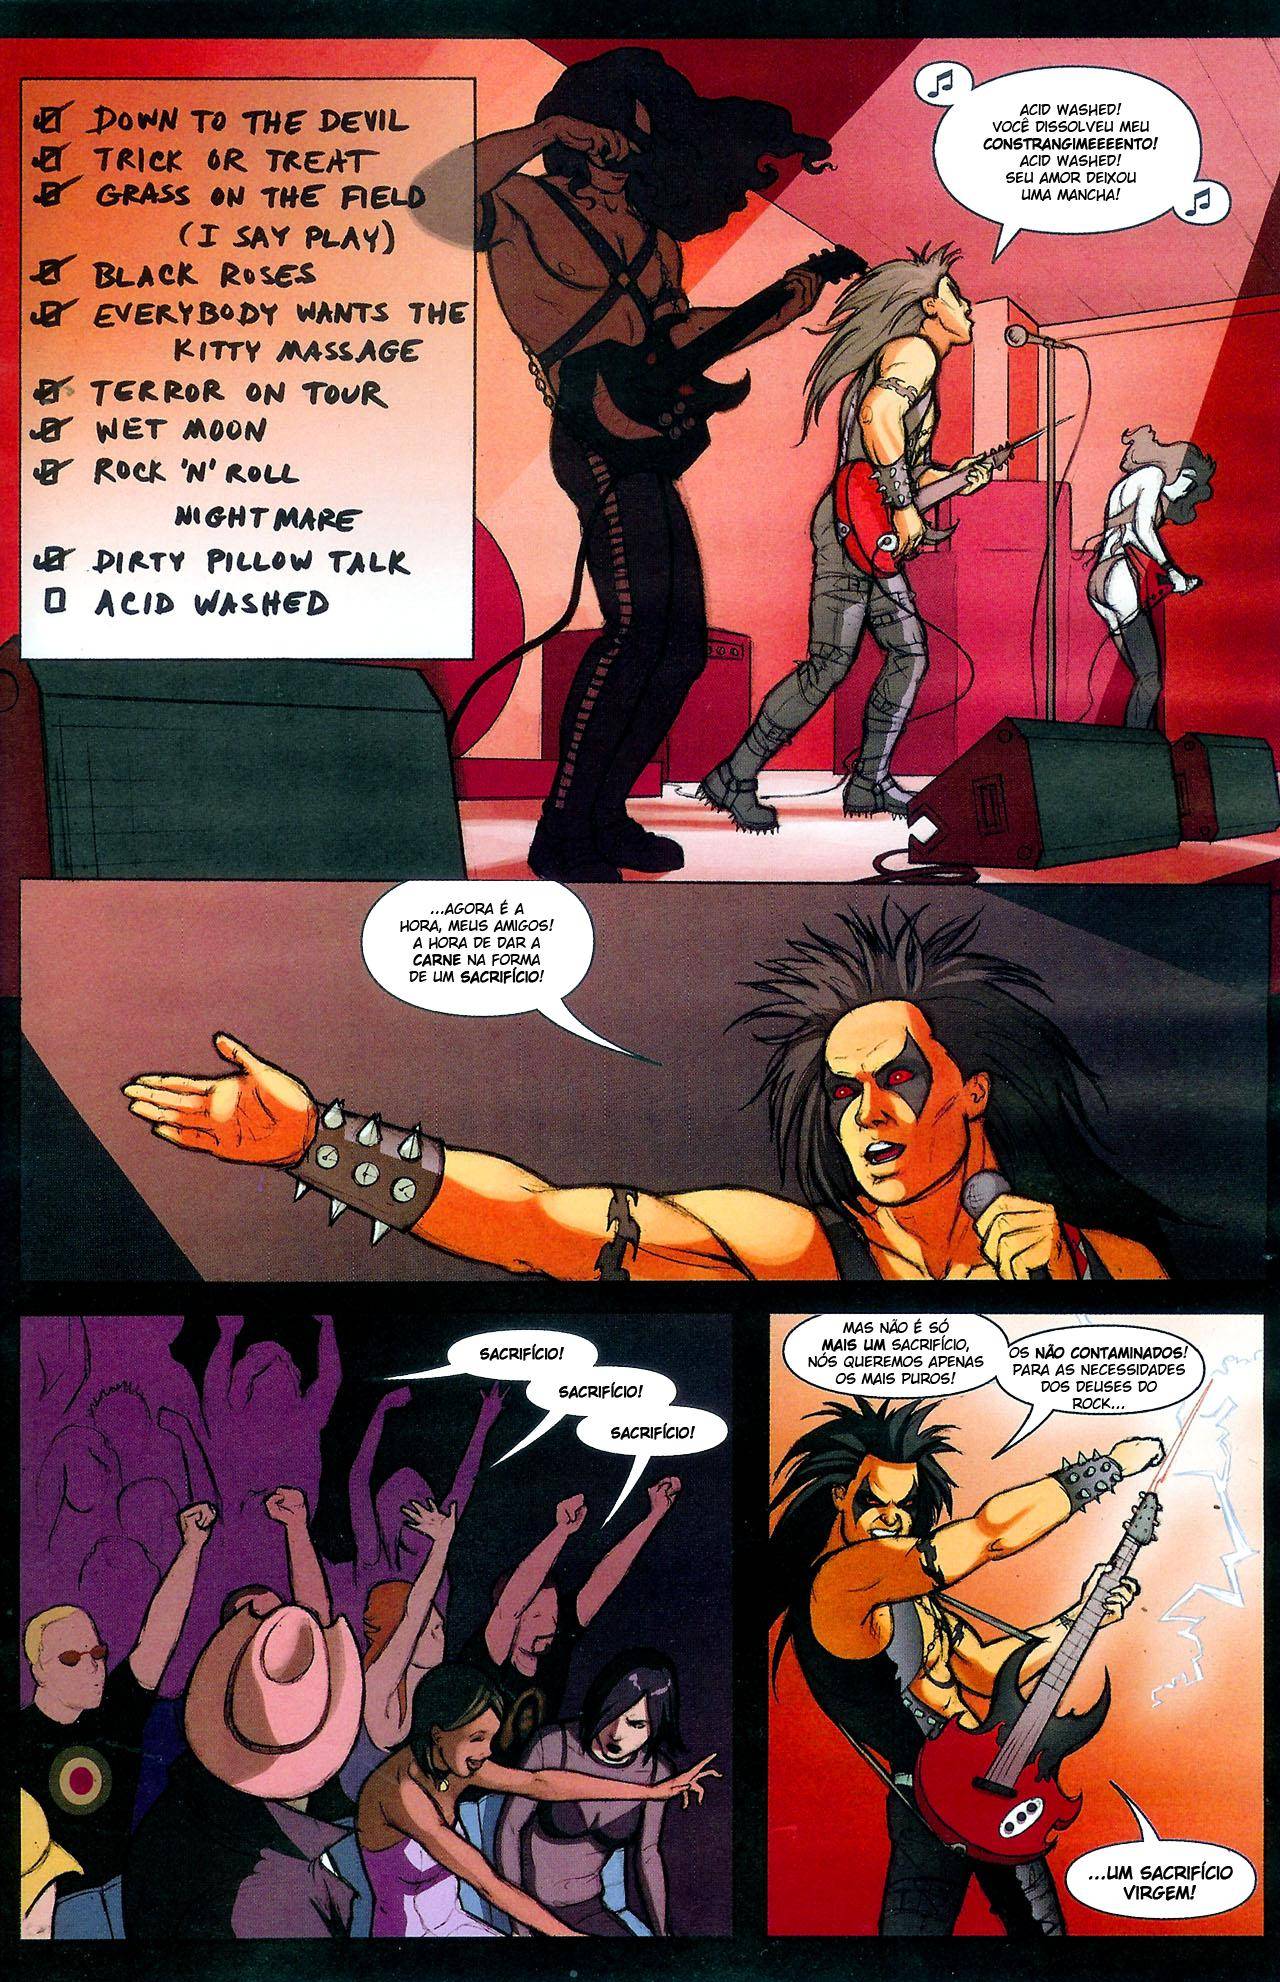 DOWN TO THE DEVIL
TRICK OR TREAT
GRASS ON THE FIELD
(I SAY PLAY)
BLACK ROSES
EVERYBODY WANTS THE
KITTY MASSAGE
TERROR ON TOUR
WET MOON
ROCK 'N' ROLL
NIGHTMARE
DIRTY PILLOW TALK
ACID WASHED
ACID WASHED!
VOCÊ DISSOLVEU MEU
CONSTRANGIMEEEENTO!
ACID WASHED!
SEU AMOR DEIXOU
UMA MANCHA!
...AGORA É A
HORA, MEUS AMIGOS!
A HORA DE DAR A
CARNE NA FORMA
DE UM SACRIFÍCIO!
SACRIFÍCIO!
SACRIFÍCIO!
SACRIFÍCIO!
MAS NÃO É SÓ
MAIS UM SACRIFÍCIO,
NÓS QUEREMOS APENAS
OS MAIS PUROS!
OS NÃO CONTAMINADOS!
PARA AS NECESSIDADES
DOS DEUSES DO
ROCK...
...UM SACRIFÍCIO
VIRGEM!